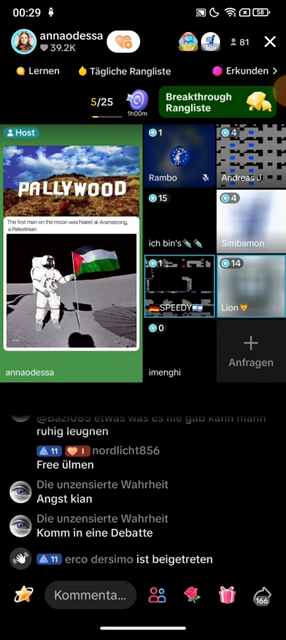 00:29
58
annaodessa
39.2K
81
Lernen
Tägliche Rangliste
Erkunden
5/25
1h00m
Breakthrough
Rangliste
Host
PALLYWOOD
The first man on the moon was Naeel al-Aramstrong,
a Palestinian.
annaodessa
1
Rambo
4
Andreas J
15
ich bin's
4
Simbamon
1
SPEEDY
14
Lion
0
imenghi
Anfragen
@Bazi085 etwas was es nie gab kann mann
ruhig leugnen
11
I
nordlicht856
Free ülmen
Die unzensierte Wahrheit
Angst kian
Die unzensierte Wahrheit
Komm in eine Debatte
11
erco dersimo ist beigetreten
Kommenta...
166